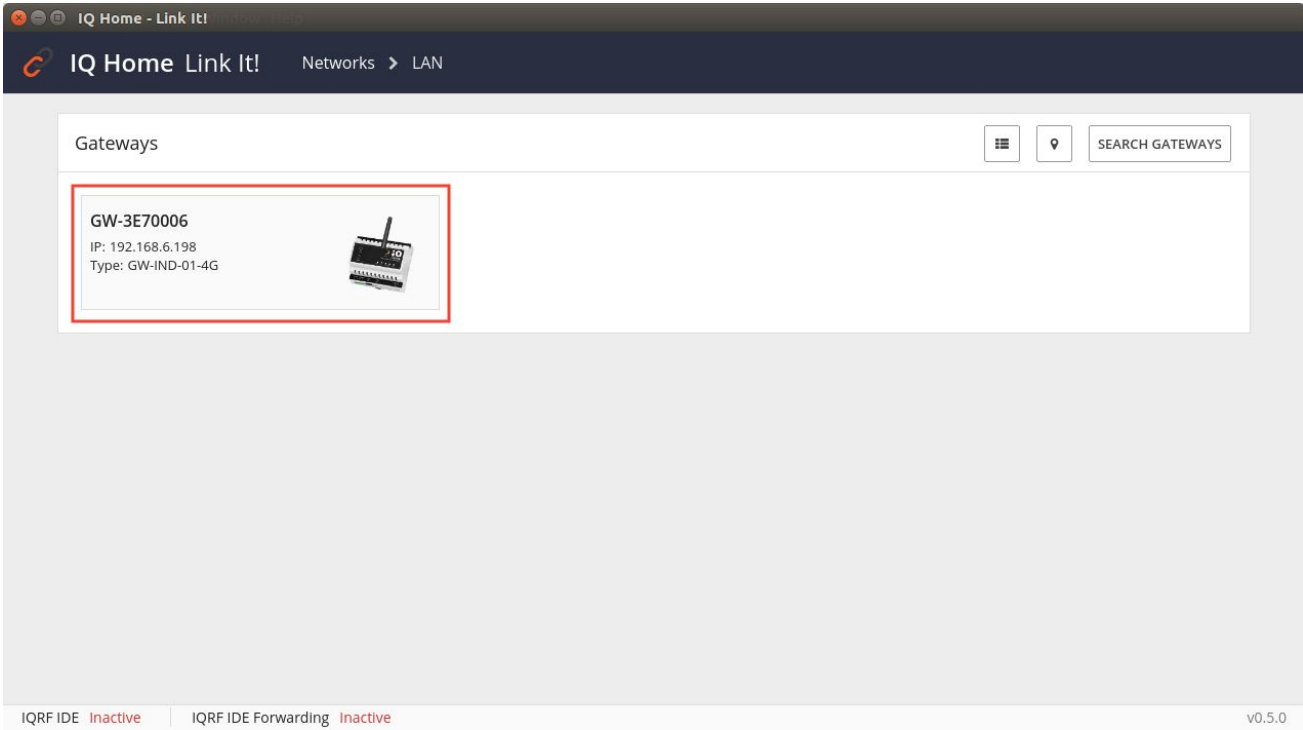 IQ Home - Link It!
IQ Home Link It! Networks > LAN
Gateways
SEARCH GATEWAYS
GW-3E70006
IP: 192.168.6.198
Type: GW-IND-01-4G
IQRF IDE Inactive IQRF IDE Forwarding Inactive v0.5.0